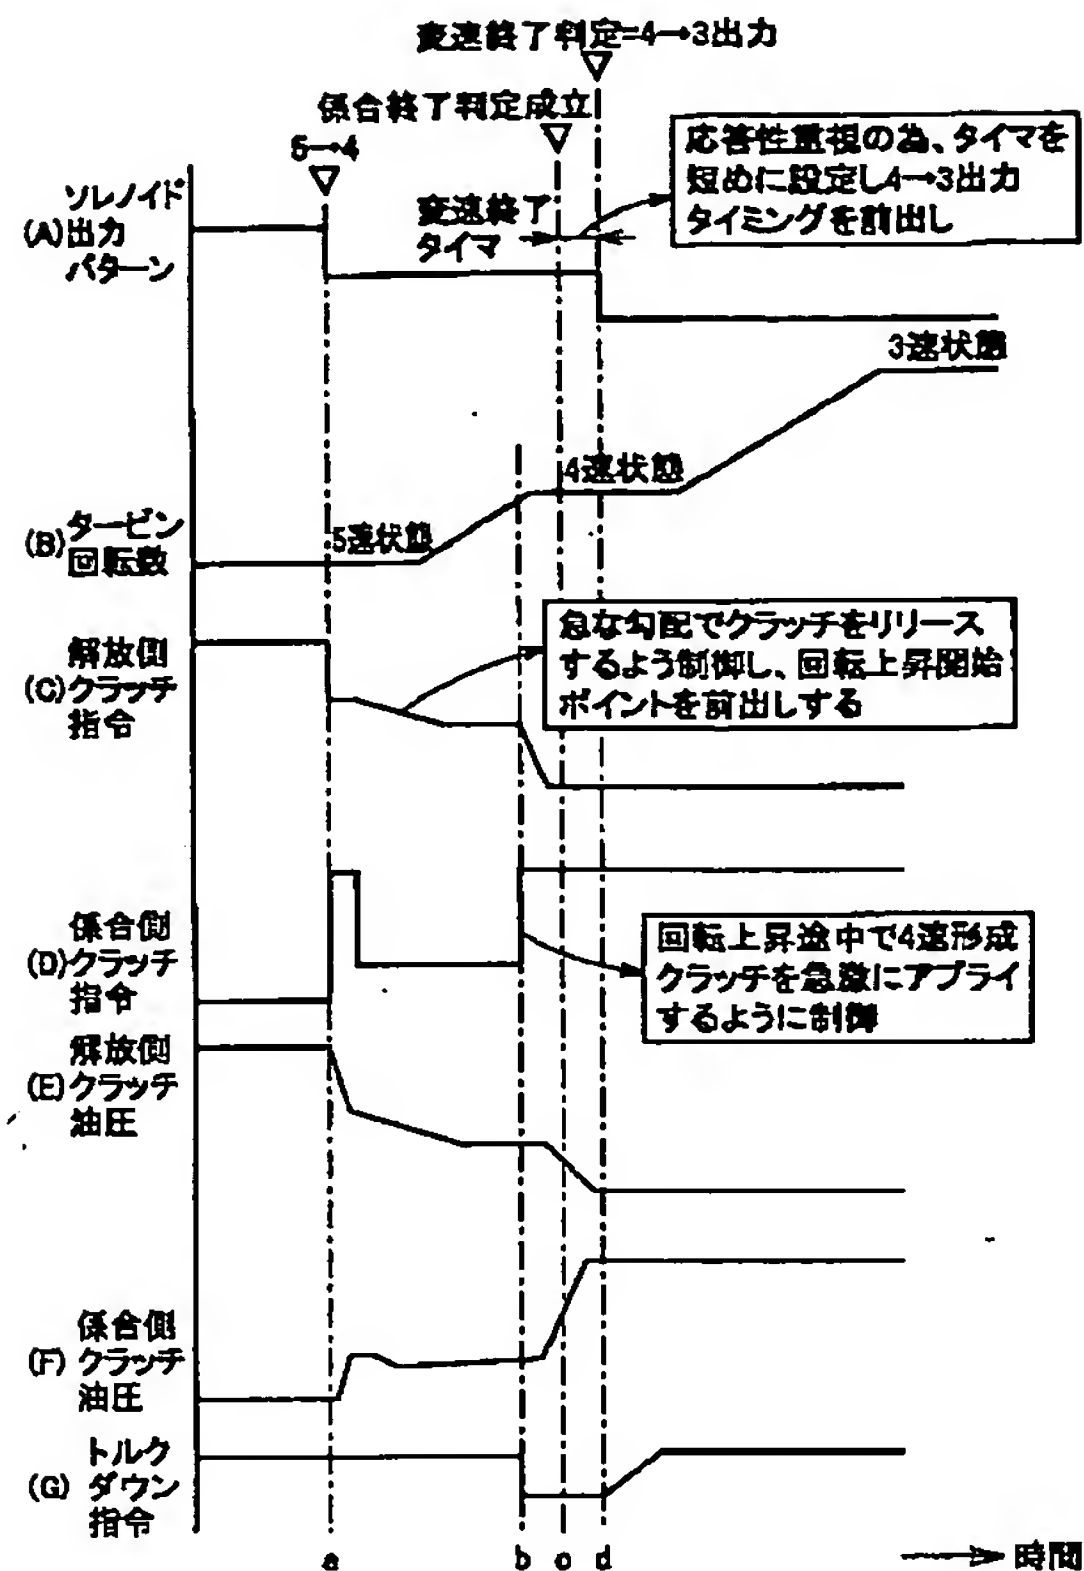 変速終了判定=4→3出力
係合終了判定成立
5→4
応答性重視の為、タイマを
短めに設定し4→3出力
タイミングを前出し
変速終了
タイマ
ソレノイド
(A)出力
パターン
3速状態
4速状態
5速状態
(B)タービン
回転数
急な勾配でクラッチをリリース
するよう制御し、回転上昇開始
ポイントを前出しする
解放側
(C)クラッチ
指令
係合側
(D)クラッチ
指令
回転上昇途中で4速形成
クラッチを急激にアプライ
するように制御
解放側
(E)クラッチ
油圧
係合側
(F)クラッチ
油圧
トルク
(G)ダウン
指令
a b c d
時間